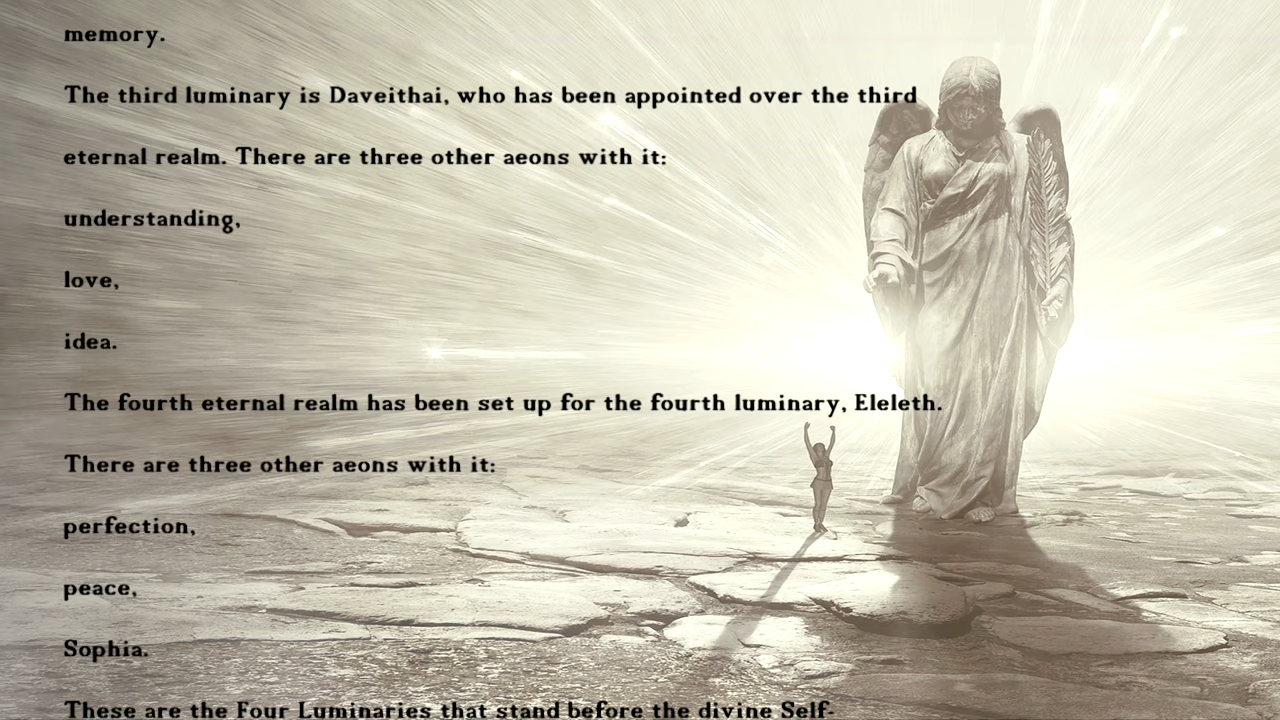 memory.
The third luminary is Daveithai, who has been appointed over the third
eternal realm. There are three other aeons with it:
understanding,
love,
idea.
The fourth eternal realm has been set up for the fourth luminary, Eleleth.
There are three other aeons with it:
perfection,
peace,
Sophia.
These are the Four Luminaries that stand before the divine Self-